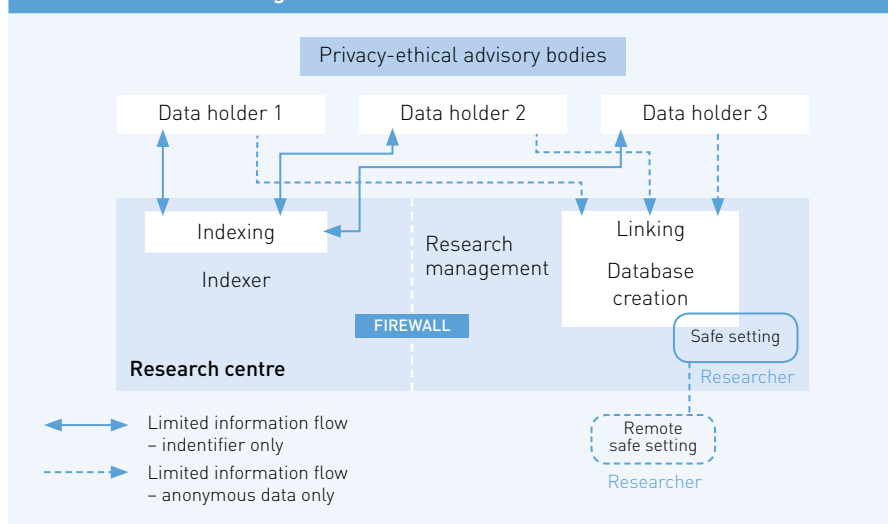 Privacy-ethical advisory bodies
Data holder 1
Data holder 2
Data holder 3
Indexing
Indexer
Research
management
Linking
Database
creation
FIREWALL
Safe setting
Researcher
Research centre
Limited information flow
– indentifier only
Limited information flow
– anonymous data only
Remote
safe setting
Researcher